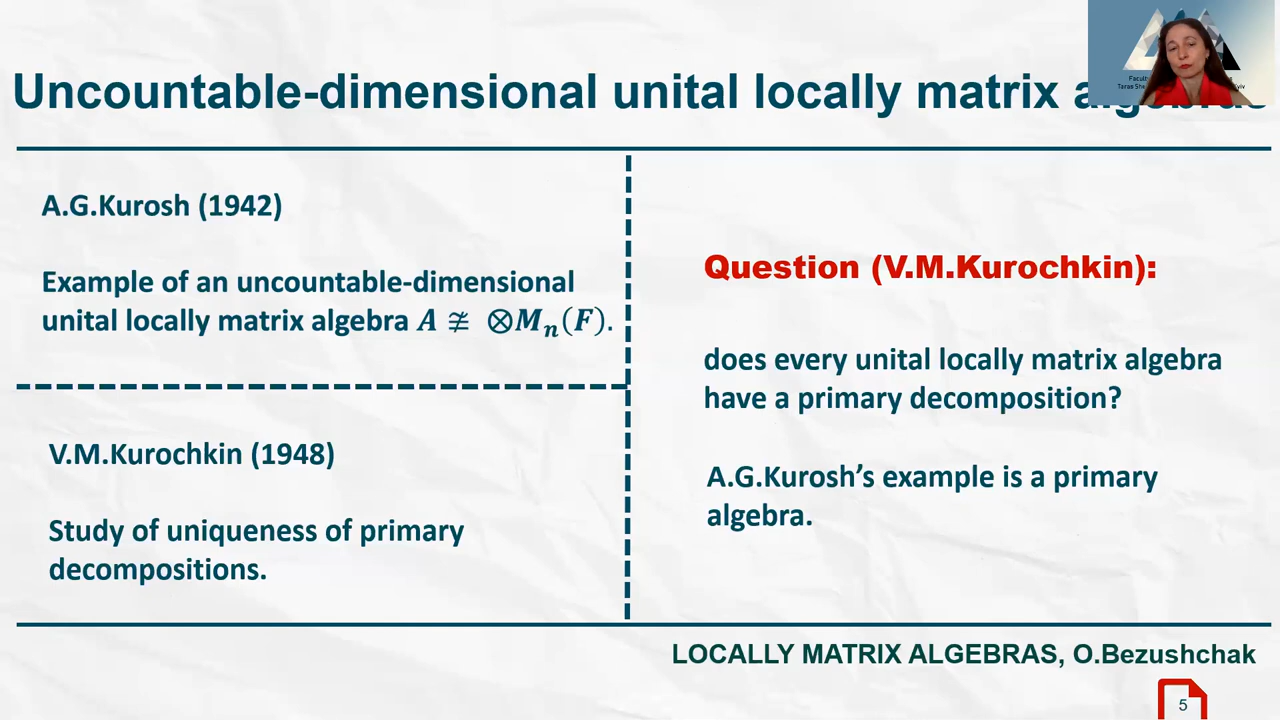 Uncountable-dimensional unital locally matrix
A.G.Kurosh (1942)
Example of an uncountable-dimensional
unital locally matrix algebra A ≇ ⊗Mₙ(F).
V.M.Kurochkin (1948)
Study of uniqueness of primary
decompositions.
Question (V.M.Kurochkin):
does every unital locally matrix algebra
have a primary decomposition?
A.G.Kurosh’s example is a primary
algebra.
LOCALLY MATRIX ALGEBRAS, O.Bezushchak
5